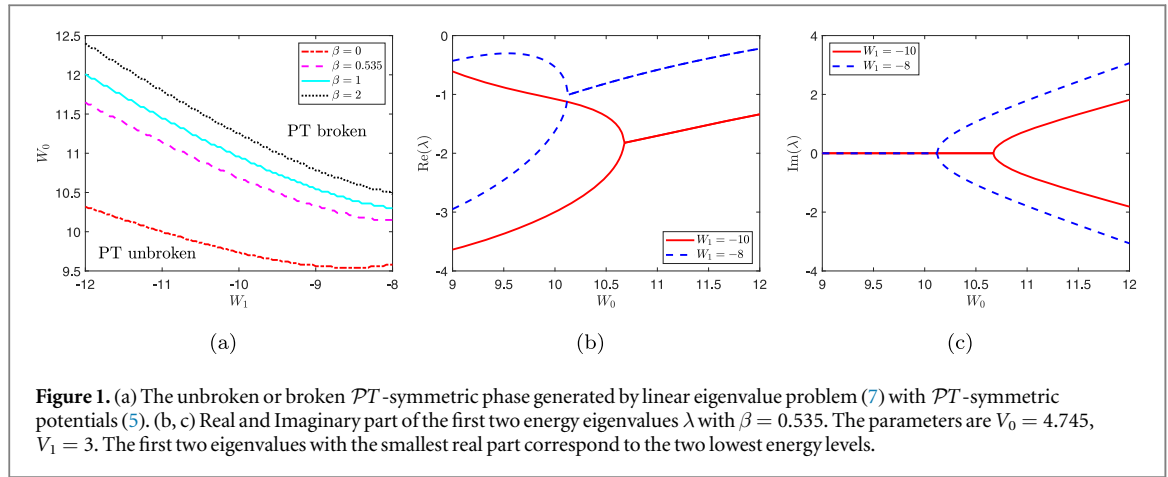 12.5
12
11.5
11
10.5
10
9.5
W₀
-12
-11
-10
-9
-8
W₁
β = 0
β = 0.535
β = 1
β = 2
PT broken
PT unbroken
(a)
0
-1
-2
-3
-4
Re(λ)
9
9.5
10
10.5
11
11.5
12
W₀
W₁ = −10
W₁ = −8
(b)
4
2
0
-2
-4
Im(λ)
9
9.5
10
10.5
11
11.5
12
W₀
W₁ = −10
W₁ = −8
(c)
Figure 1. (a) The unbroken or broken 𝒫T-symmetric phase generated by linear eigenvalue problem (7) with 𝒫T-symmetric
potentials (5). (b, c) Real and Imaginary part of the first two energy eigenvalues λ with β = 0.535. The parameters are V₀ = 4.745,
V₁ = 3. The first two eigenvalues with the smallest real part correspond to the two lowest energy levels.